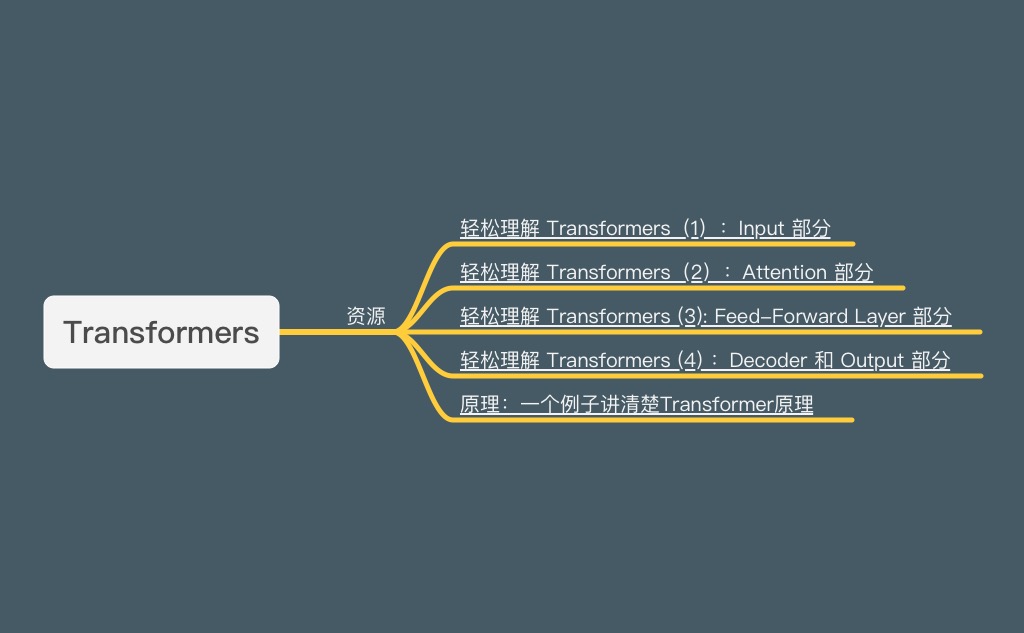 Transformers
资源
轻松理解 Transformers（1）：Input 部分
轻松理解 Transformers（2）：Attention 部分
轻松理解 Transformers (3): Feed-Forward Layer 部分
轻松理解 Transformers (4)：Decoder 和 Output 部分
原理：一个例子讲清楚Transformer原理